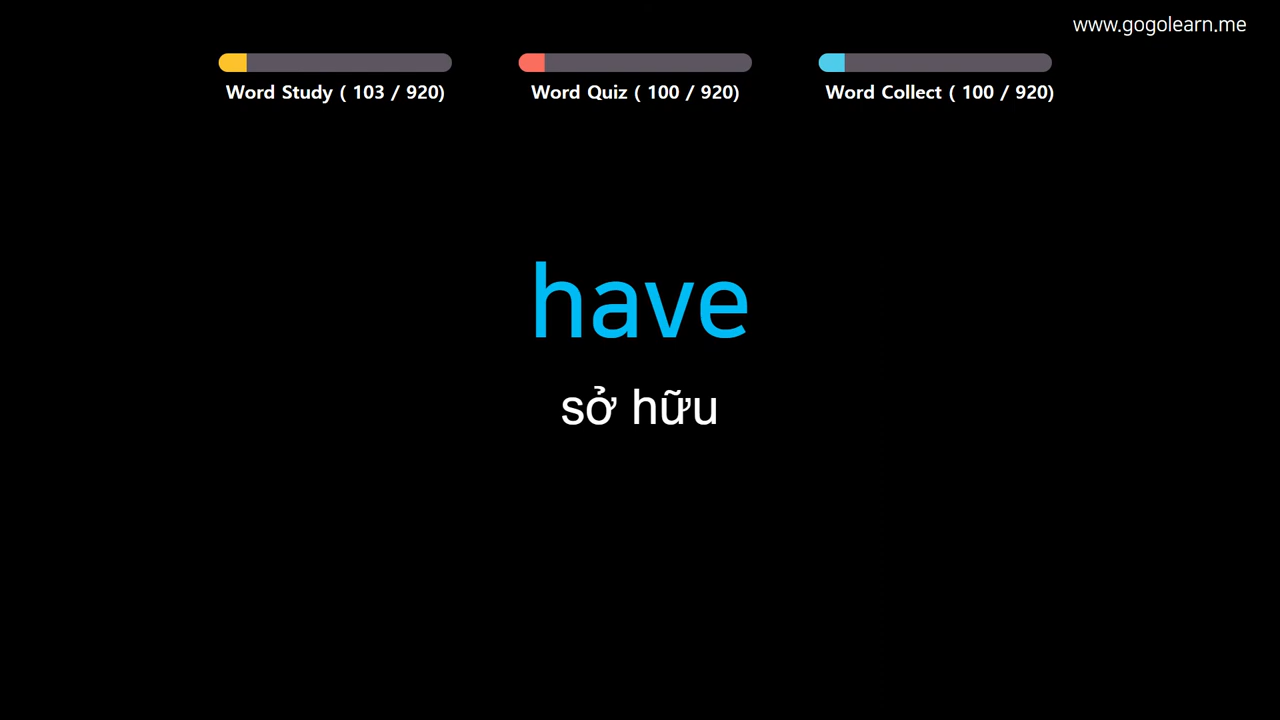 www.gogolearn.me
Word Study ( 103 / 920)
Word Quiz ( 100 / 920)
Word Collect ( 100 / 920)
have
sở hữu